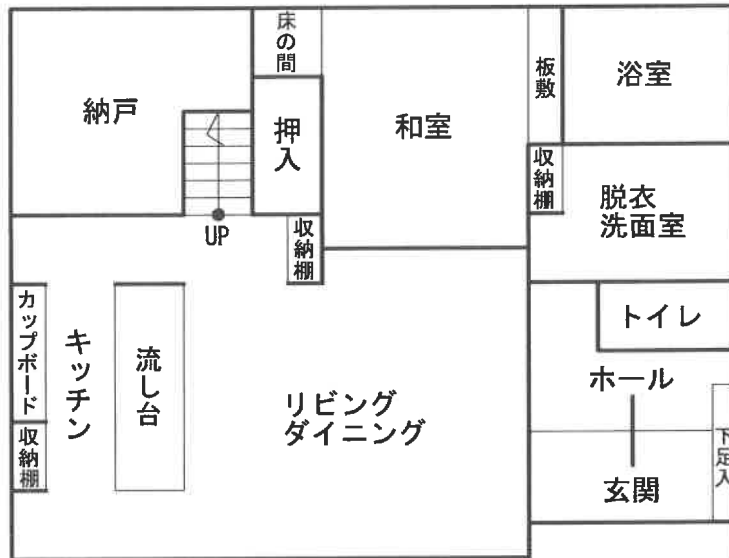 床の間
納戸
押入
和室
板敷
浴室
収納棚
脱衣
洗面室
UP
収納棚
カップボード
キッチン
流し台
収納棚
リビング
ダイニング
トイレ
ホール
下足入
玄関